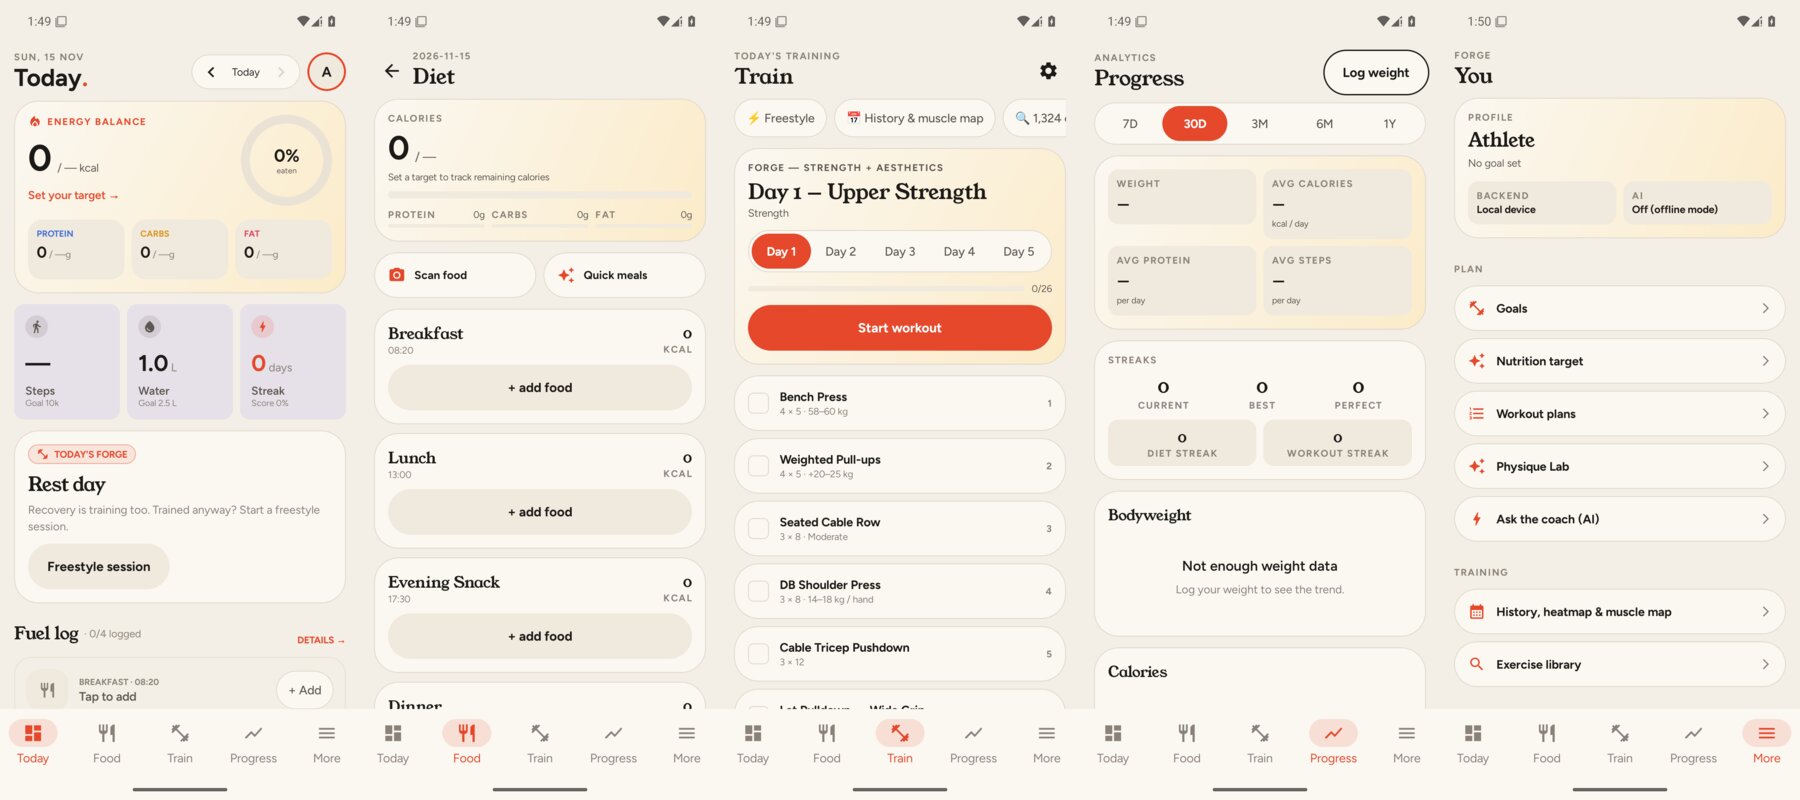 1:49
SUN, 15 NOV
Today.
Today
A
ENERGY BALANCE
0 / — kcal
0%
eaten
Set your target →
PROTEIN
0 / —g
CARBS
0 / —g
FAT
0 / —g
—
Steps
Goal 10k
1.0 L
Water
Goal 2.5 L
0 days
Streak
Score 0%
TODAY'S FORGE
Rest day
Recovery is training too. Trained anyway? Start a freestyle
session.
Freestyle session
Fuel log · 0/4 logged
DETAILS →
BREAKFAST · 08:20
Tap to add
+ Add
Today
Food
Train
Progress
More
1:49
2026-11-15
Diet
CALORIES
0 / —
Set a target to track remaining calories
PROTEIN 0g
CARBS 0g
FAT 0g
Scan food
Quick meals
Breakfast
08:20
0
KCAL
+ add food
Lunch
13:00
0
KCAL
+ add food
Evening Snack
17:30
0
KCAL
+ add food
Dinner
Today
Food
Train
Progress
More
1:49
TODAY'S TRAINING
Train
⚡ Freestyle
📅 History & muscle map
🔍 1,324
FORGE — STRENGTH + AESTHETICS
Day 1 – Upper Strength
Strength
Day 1
Day 2
Day 3
Day 4
Day 5
0/26
Start workout
Bench Press
4 × 5 · 58–60 kg
1
Weighted Pull-ups
4 × 5 · +20–25 kg
2
Seated Cable Row
3 × 8 · Moderate
3
DB Shoulder Press
3 × 8 · 14–18 kg / hand
4
Cable Tricep Pushdown
3 × 12
5
Lat Pulldown — Wide Grip
Today
Food
Train
Progress
More
1:49
ANALYTICS
Progress
Log weight
7D
30D
3M
6M
1Y
WEIGHT
—
AVG CALORIES
—
kcal / day
AVG PROTEIN
—
per day
AVG STEPS
—
per day
STREAKS
0
CURRENT
0
BEST
0
PERFECT
0
DIET STREAK
0
WORKOUT STREAK
Bodyweight
Not enough weight data
Log your weight to see the trend.
Calories
Today
Food
Train
Progress
More
1:50
FORGE
You
PROFILE
Athlete
No goal set
BACKEND
Local device
AI
Off (offline mode)
PLAN
Goals
Nutrition target
Workout plans
Physique Lab
Ask the coach (AI)
TRAINING
History, heatmap & muscle map
Exercise library
Today
Food
Train
Progress
More